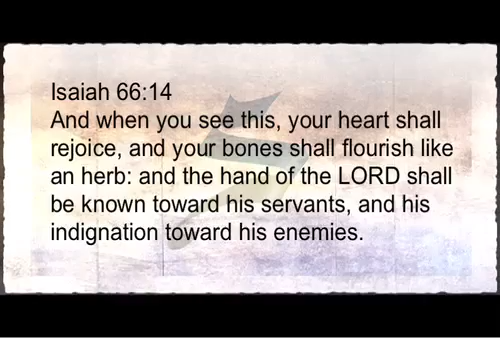 Isaiah 66:14
And when you see this, your heart shall
rejoice, and your bones shall flourish like
an herb: and the hand of the LORD shall
be known toward his servants, and his
indignation toward his enemies.